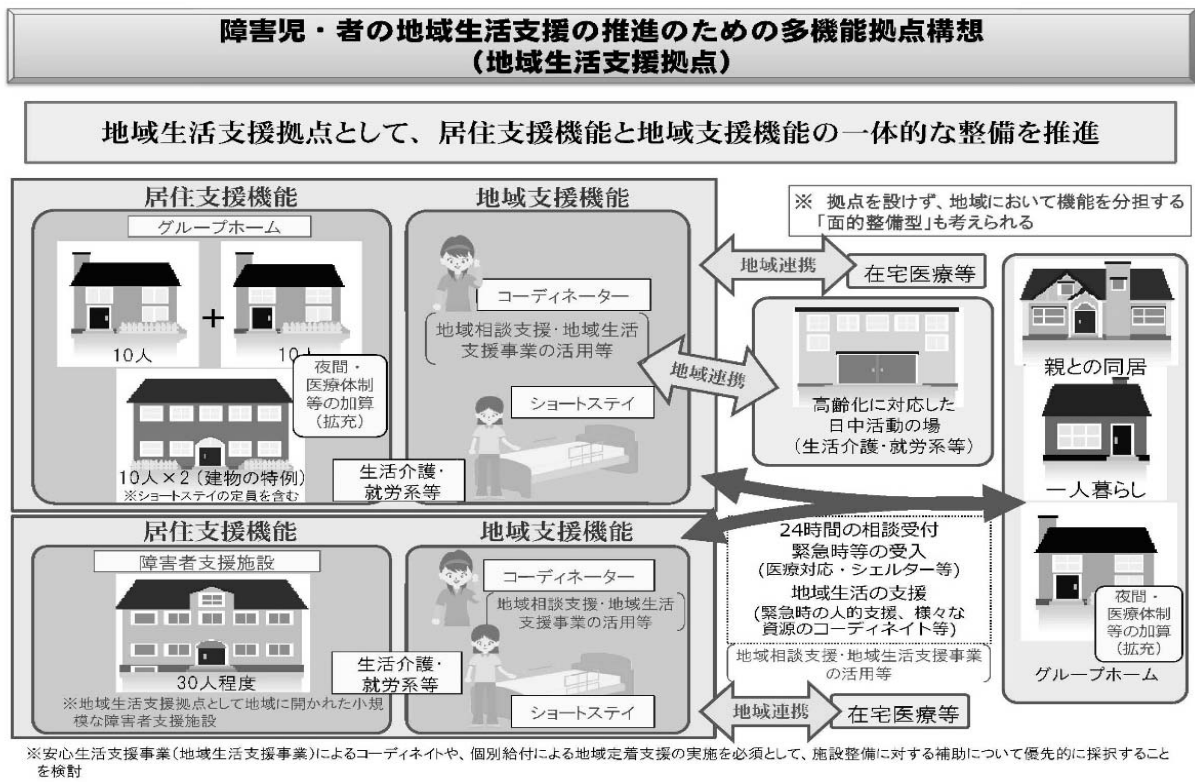 障害児・者の地域生活支援の推進のための多機能拠点構想
（地域生活支援拠点）
地域生活支援拠点として、居住支援機能と地域支援機能の一体的な整備を推進
居住支援機能
グループホーム
+
10人
10人
夜間・
医療体制
等の加算
（拡充）
10人×2（建物の特例）
※ショートステイの定員を含む
地域支援機能
コーディネーター
地域相談支援・地域生活
支援事業の活用等
ショートステイ
生活介護・
就労系等
居住支援機能
障害者支援施設
30人程度
※地域生活支援拠点として地域に開かれた小規
模な障害者支援施設
地域支援機能
コーディネーター
地域相談支援・地域生活
支援事業の活用等
生活介護・
就労系等
ショートステイ
※ 拠点を設けず、地域において機能を分担する
「面的整備型」も考えられる
地域連携
在宅医療等
地域連携
高齢化に対応した
日中活動の場
（生活介護・就労系等）
24時間の相談受付
緊急時等の受入
（医療対応・シェルター等）
地域生活の支援
（緊急時の人的支援、様々な
資源のコーディネイト等）
地域相談支援・地域生活支援事業
の活用等
地域連携
在宅医療等
親との同居
一人暮らし
夜間・
医療体制
等の加算
（拡充）
グループホーム
※安心生活支援事業（地域生活支援事業）によるコーディネイトや、個別給付による地域定着支援の実施を必須として、施設整備に対する補助について優先的に採択すること
を検討